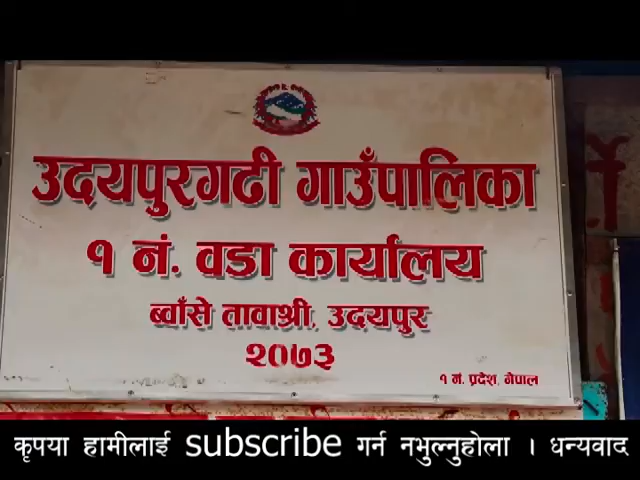 उदयपुरगढी गाउँपालिका
१ नं. वडा कार्यालय
ब्वाँसे तावाश्री, उदयपुर
२०७३
१ नं. प्रदेश, नेपाल
कृपया हामीलाई subscribe गर्न नभुल्नुहोला । धन्यवाद